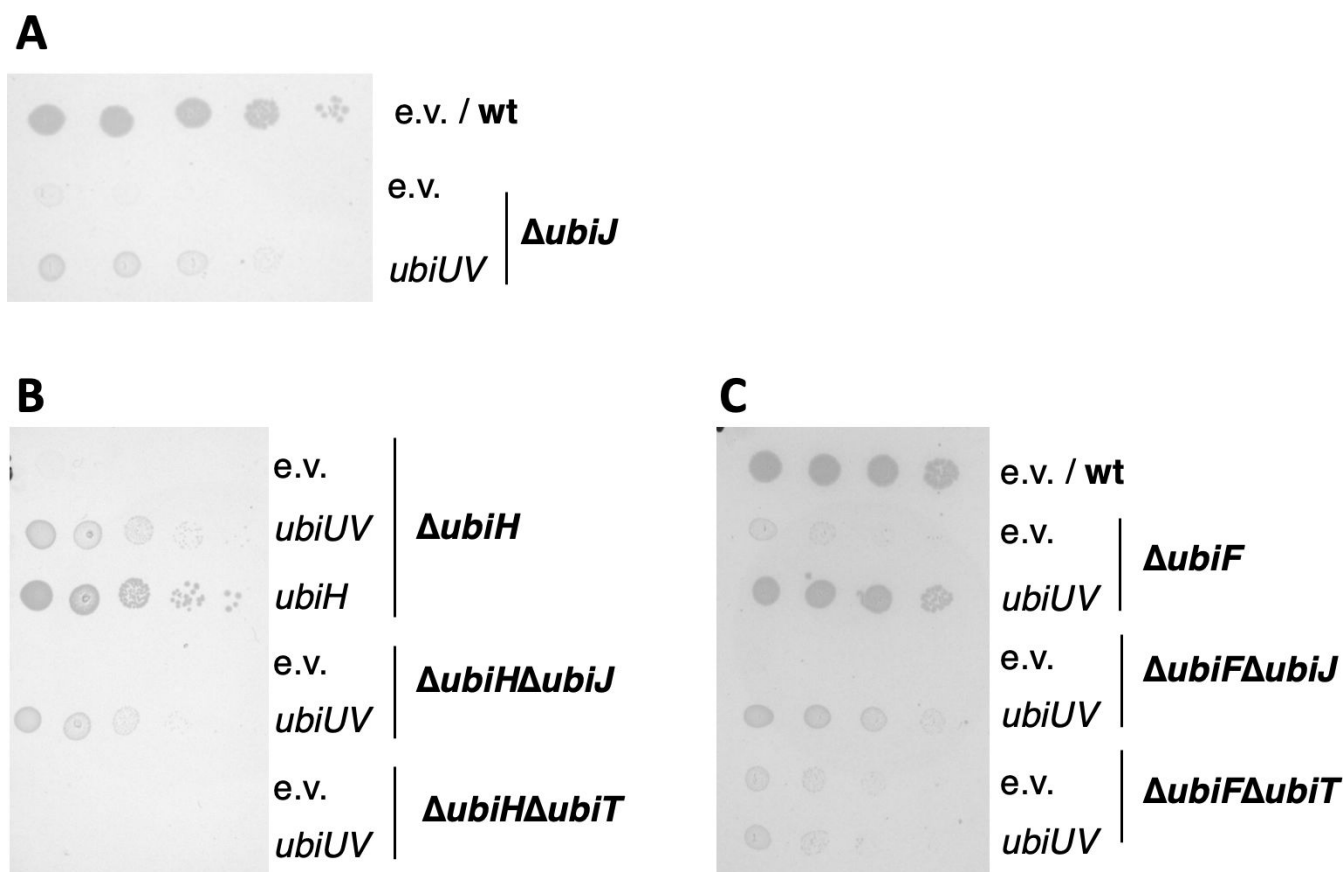 A
e.v. / wt
e.v.
ΔubiJ
ubiUV
B
e.v.
ubiUV
ΔubiH
ubiH
e.v.
ΔubiHΔubiJ
ubiUV
e.v.
ΔubiHΔubiT
ubiUV
C
e.v. / wt
e.v.
ΔubiF
ubiUV
e.v.
ΔubiFΔubiJ
ubiUV
e.v.
ΔubiFΔubiT
ubiUV